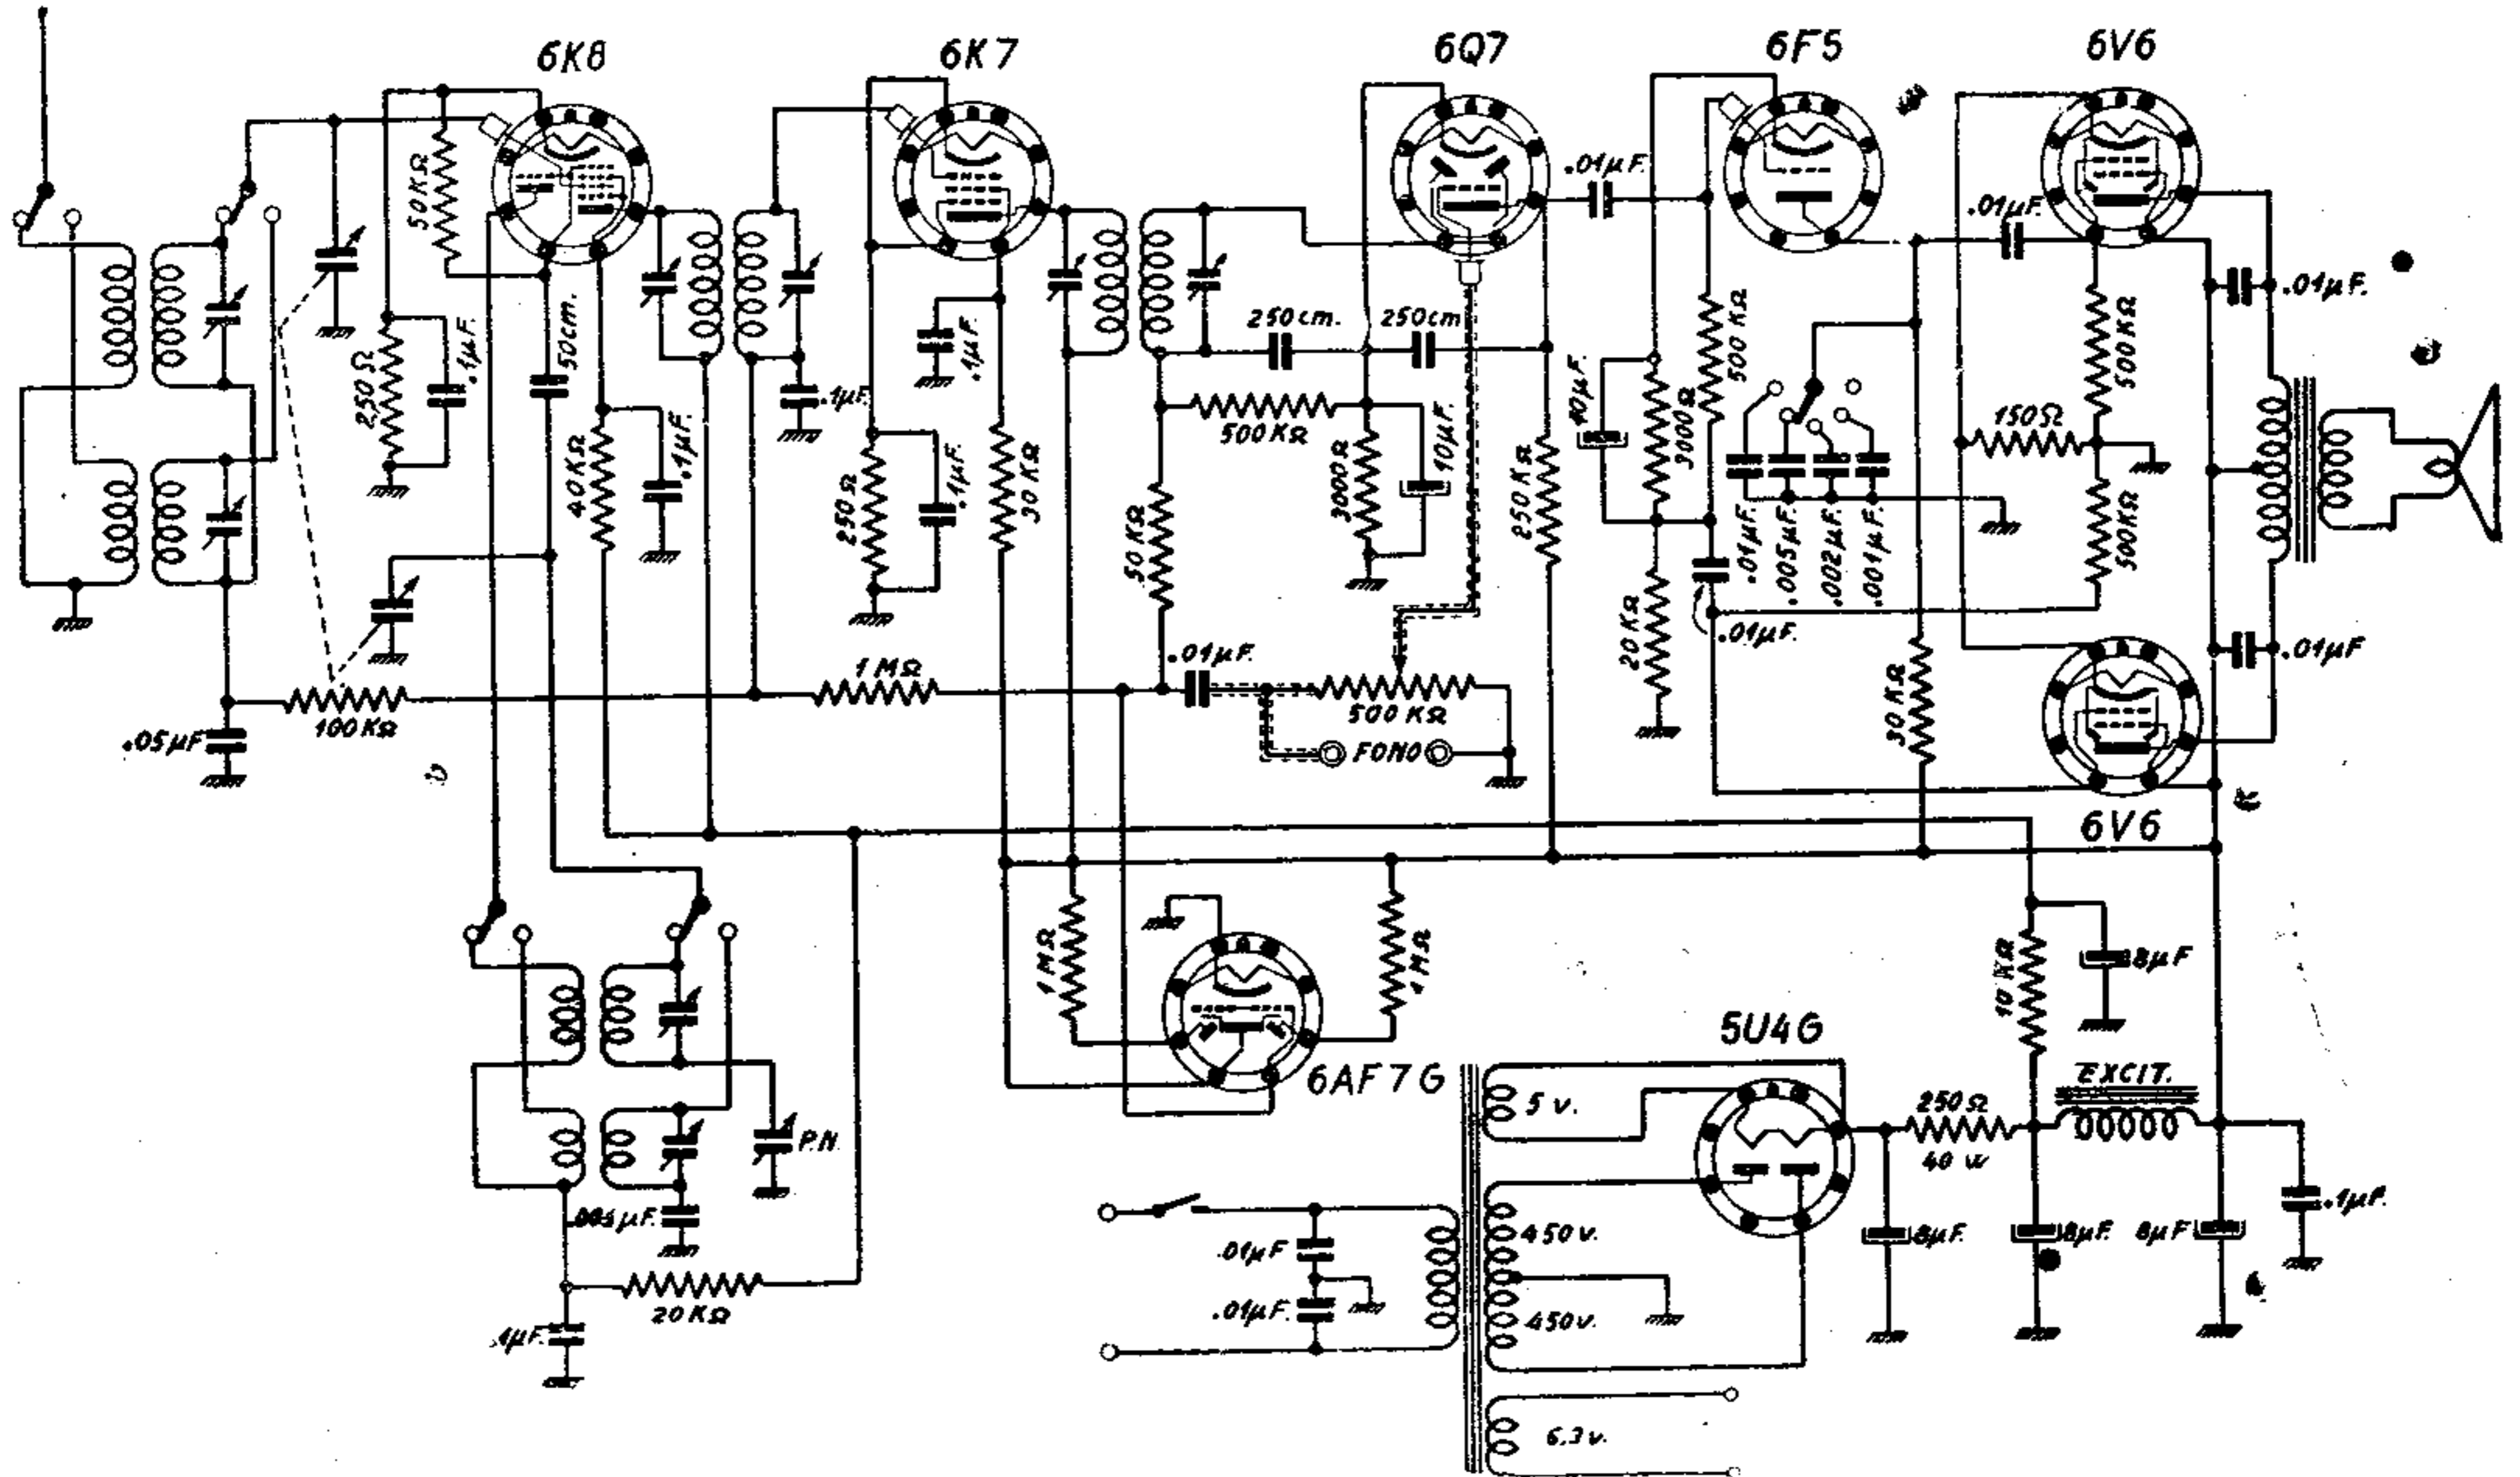 6K8
6K7
6Q7
6F5
6V6
50KΩ
250Ω
.1µF.
50cm.
40KΩ
.1µF
.1µF.
.1µF.
250Ω
.1µF.
30KΩ
250cm.
250cm
500KΩ
50KΩ
3000Ω
10µF.
250KΩ
.01µF.
500KΩ
3000Ω
20KΩ
.01µF.
.01µF.
.005µF.
.002µF.
.001µF.
30KΩ
.01µF.
500KΩ
150Ω
500KΩ
.01µF.
.01µF
6V6
.05µF
100KΩ
1MΩ
.01µF.
500KΩ
FONO
1MΩ
1MΩ
6AF7G
P.N.
20KΩ
5U4G
5v.
450v.
450v.
6.3v.
.01µF
.01µF.
250Ω
40w
10KΩ
8µF
EXCIT.
8µF.
8µF.
8µF
.1µF.